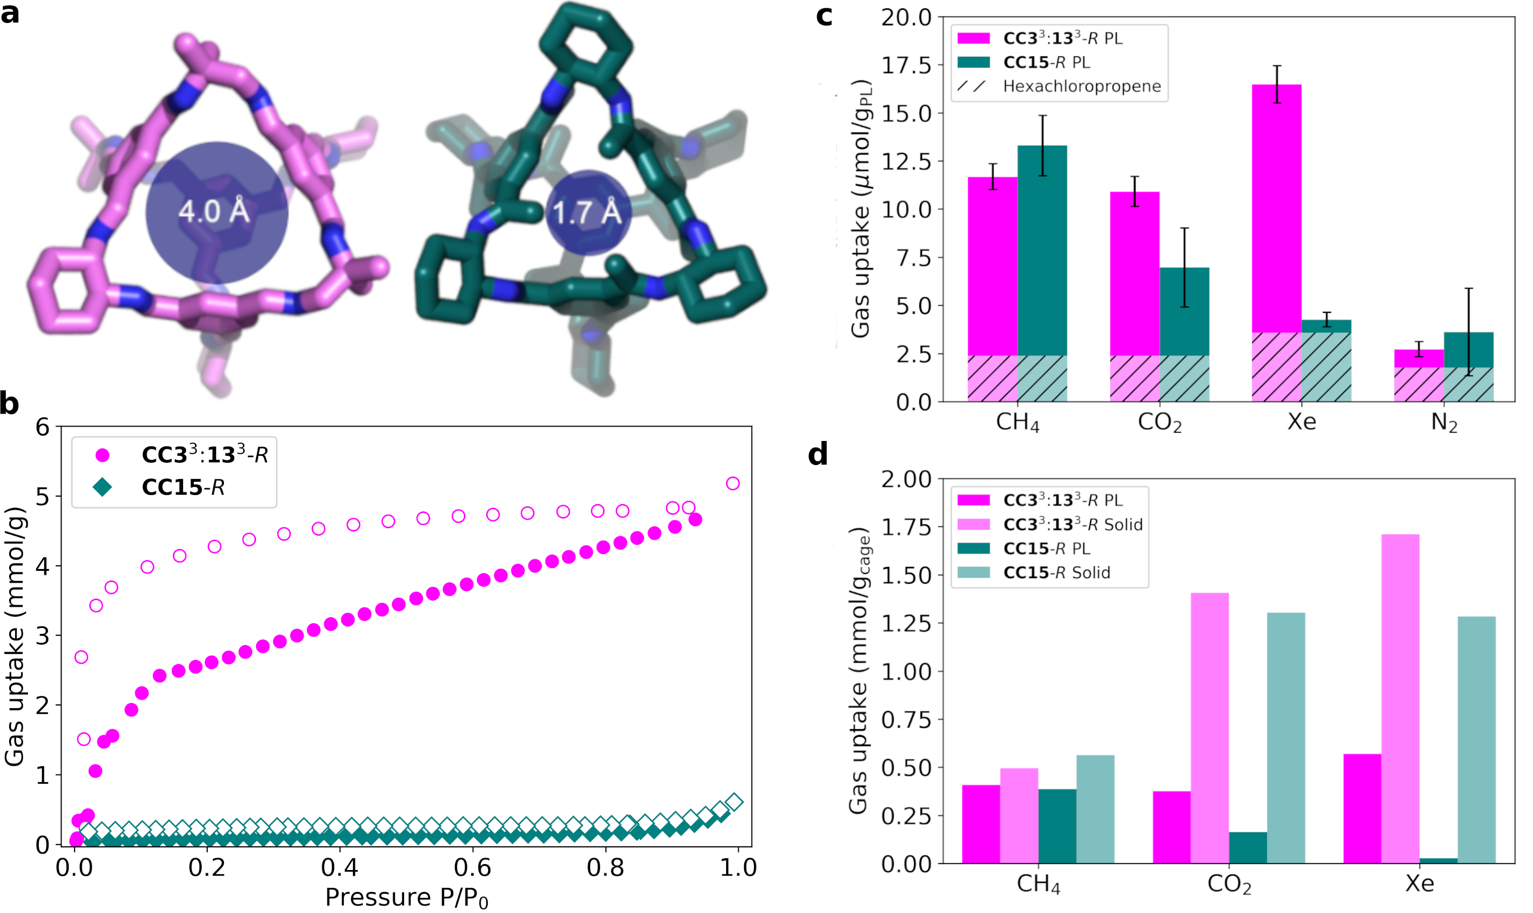 a
4.0 Å
1.7 Å
b
6
5
4
3
2
1
0
0.0 0.2 0.4 0.6 0.8 1.0
Gas uptake (mmol/g)
Pressure P/P₀
CC3³:13³-R
CC15-R
c
20.0
17.5
15.0
12.5
10.0
7.5
5.0
2.5
0.0
Gas uptake (μmol/g_PL)
CC3³:13³-R PL
CC15-R PL
Hexachloropropene
CH₄ CO₂ Xe N₂
d
2.00
1.75
1.50
1.25
1.00
0.75
0.50
0.25
0.00
Gas uptake (mmol/g_cage)
CC3³:13³-R PL
CC3³:13³-R Solid
CC15-R PL
CC15-R Solid
CH₄ CO₂ Xe